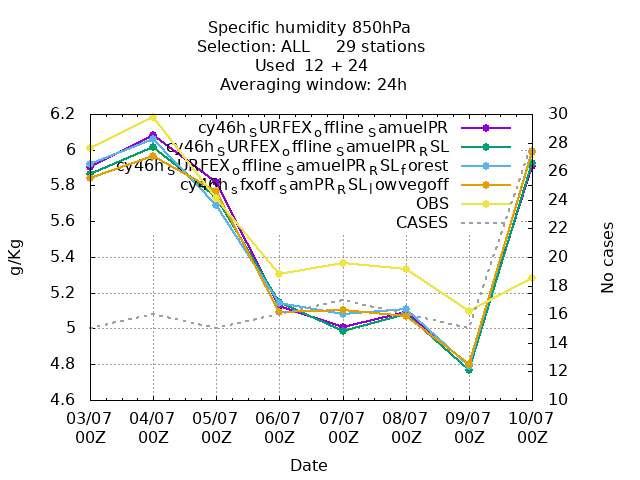 Specific humidity 850hPa
Selection: ALL     29 stations
Used  12 + 24
Averaging window: 24h
cy46h_SURFEX_offline_SamuelPR
cy46h_SURFEX_offline_SamuelPR_RSL
cy46h_SURFEX_offline_SamuelPR_RSL_forest
cy46h_sfxoff_SamPR_RSL_lowvegoff
OBS
CASES
6.2
6
5.8
5.6
5.4
5.2
5
4.8
4.6
g/Kg
30
28
26
24
22
20
18
16
14
12
10
No cases
03/07 04/07 05/07 06/07 07/07 08/07 09/07 10/07
00Z 00Z 00Z 00Z 00Z 00Z 00Z 00Z
Date